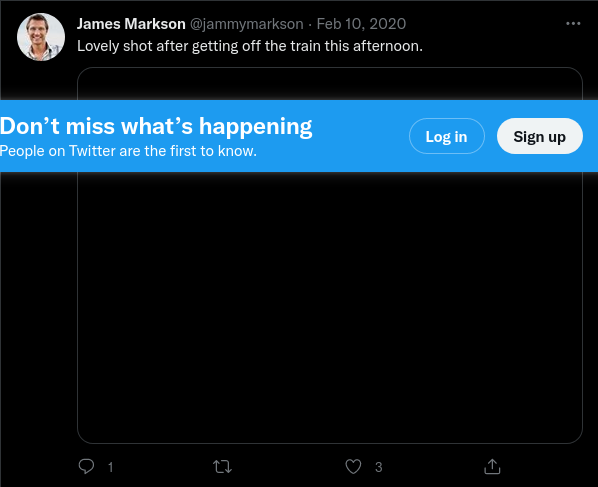 James Markson @jammymarkson · Feb 10, 2020
Lovely shot after getting off the train this afternoon.
Don’t miss what’s happening
People on Twitter are the first to know.
Log in
Sign up
1
3